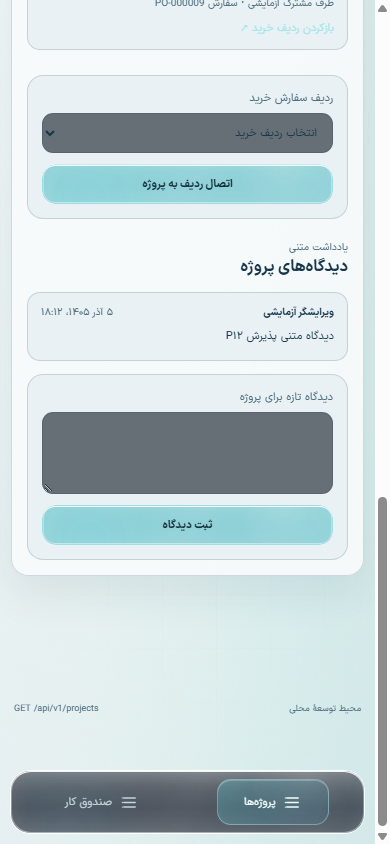 طرف مشترک آزمایشی • سفارش PO-000009
بازکردن ردیف خرید ↗
ردیف سفارش خرید
انتخاب ردیف خرید
اتصال ردیف به پروژه
یادداشت متنی
دیدگاه‌های پروژه
ویرایشگر آزمایشی
۵ آذر ۱۴۰۵، ۱۸:۱۲
دیدگاه متنی پذیرش P12
دیدگاه تازه برای پروژه
ثبت دیدگاه
محیط توسعهٔ محلی
GET /api/v1/projects
پروژه‌ها
صندوق کار